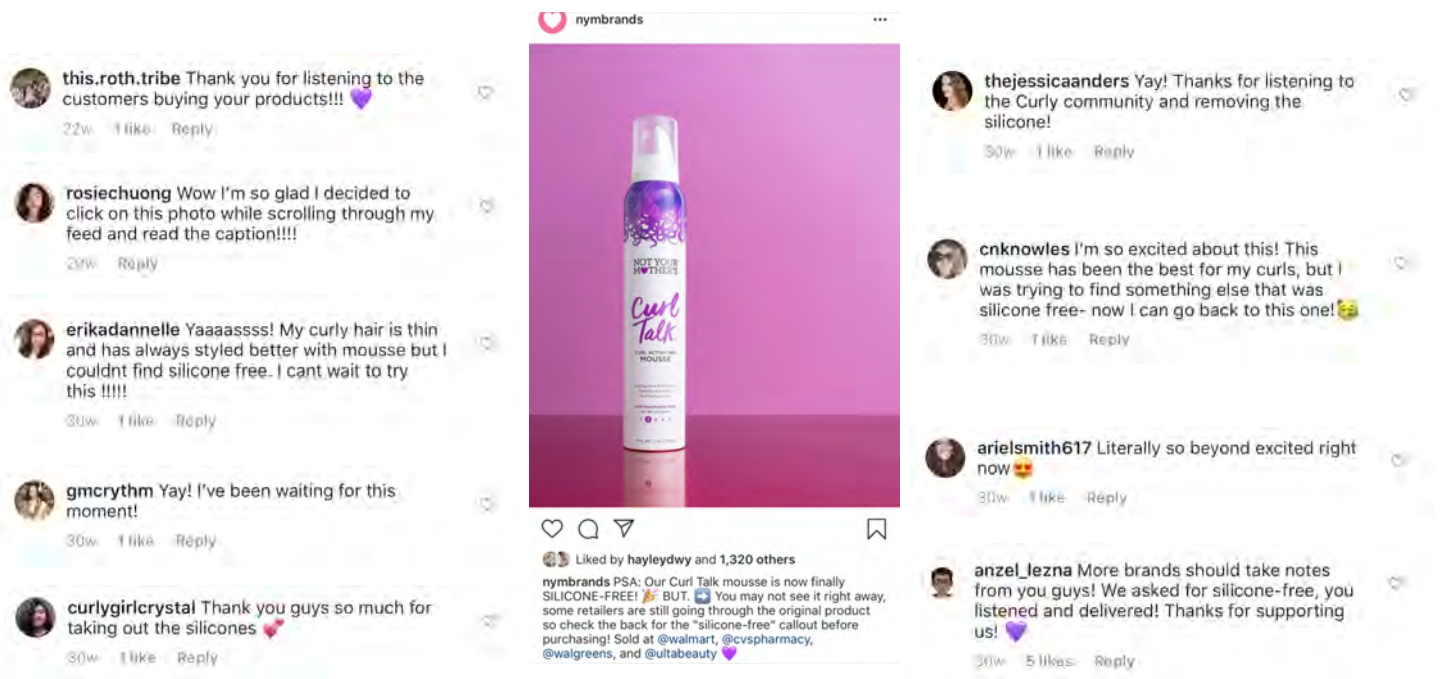 this.roth.tribe Thank you for listening to the
customers buying your products!!! 💜
22w 1 like Reply
rosiechuong Wow I'm so glad I decided to
click on this photo while scrolling through my
feed and read the caption!!!!
29w Reply
erikadannelle Yaaaassss! My curly hair is thin
and has always styled better with mousse but I
couldnt find silicone free. I cant wait to try
this !!!!!
30w 1 like Reply
gmcrythm Yay! I've been waiting for this
moment!
30w 1 like Reply
curlygirlcrystal Thank you guys so much for
taking out the silicones 💕
30w 1 like Reply
nymbrands
NOT YOUR
MOTHER'S
Curl
Talk
CURL ACTIVATING
MOUSSE
Liked by hayleydwy and 1,320 others
nymbrands PSA: Our Curl Talk mousse is now finally
SILICONE-FREE! 🎉 BUT. ➡️ You may not see it right away,
some retailers are still going through the original product
so check the back for the "silicone-free" callout before
purchasing! Sold at @walmart, @cvspharmacy,
@walgreens, and @ultabeauty 💜
thejessicaanders Yay! Thanks for listening to
the Curly community and removing the
silicone!
30w 1 like Reply
cnknowles I'm so excited about this! This
mousse has been the best for my curls, but I
was trying to find something else that was
silicone free- now I can go back to this one!🥰
30w 1 like Reply
arielsmith617 Literally so beyond excited right
now😍
30w 1 like Reply
anzel_lezna More brands should take notes
from you guys! We asked for silicone-free, you
listened and delivered! Thanks for supporting
us! 💜
30w 5 likes Reply